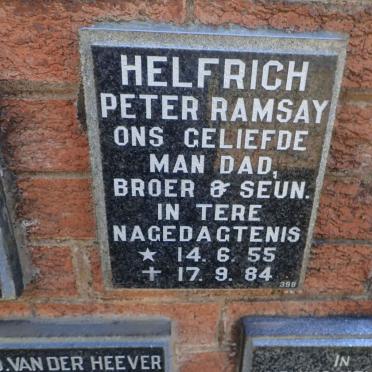 HELFRICH
PETER RAMSAY
ONS GELIEFDE
MAN DAD,
BROER & SEUN.
IN TERE
NAGEDAGTENIS
★ 14.6.55
✝ 17.9.84
398
VAN DER HEEVER
IN